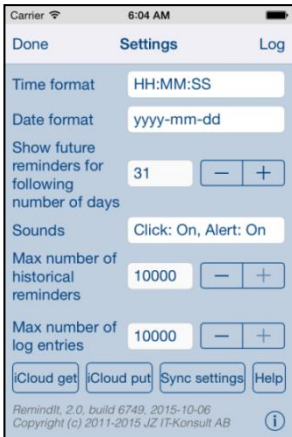 Carrier 6:04 AM
Done Settings Log
Time format HH:MM:SS
Date format yyyy-mm-dd
Show future
reminders for
following
number of days
31 − +
Sounds Click: On, Alert: On
Max number of
historical
reminders
10000 − +
Max number of
log entries
10000 − +
iCloud get iCloud put Sync settings Help
RemindIt, 2.0, build 6749, 2015-10-06
Copyright (c) 2011-2015 JZ IT-Konsult AB
i